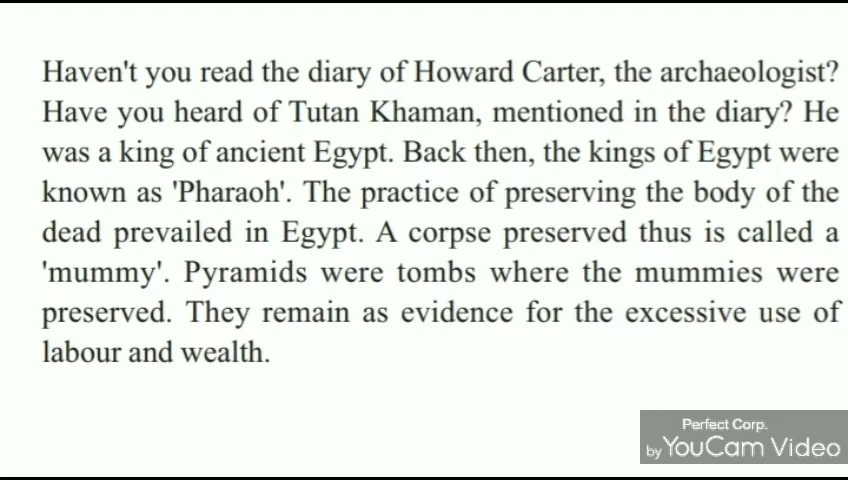 Haven't you read the diary of Howard Carter, the archaeologist?
Have you heard of Tutan Khaman, mentioned in the diary? He
was a king of ancient Egypt. Back then, the kings of Egypt were
known as 'Pharaoh'. The practice of preserving the body of the
dead prevailed in Egypt. A corpse preserved thus is called a
'mummy'. Pyramids were tombs where the mummies were
preserved. They remain as evidence for the excessive use of
labour and wealth.
Perfect Corp.
by YouCam Video